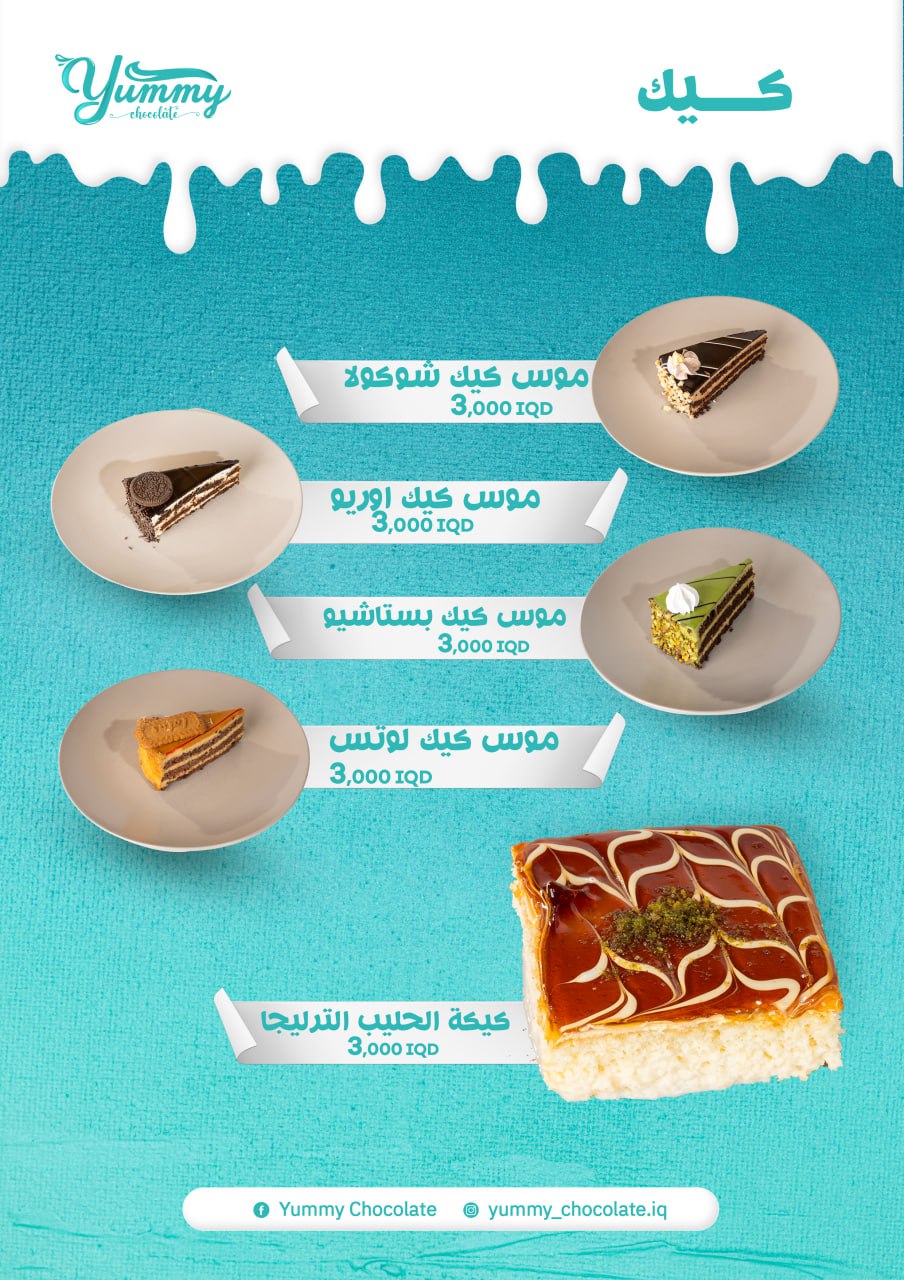 Yummy
chocolate
كـــيك
موس كيك شوكولا
3,000 IQD
موس كيك اوريو
3,000 IQD
موس كيك بستاشيو
3,000 IQD
موس كيك لوتس
3,000 IQD
كيكة الحليب الترليجا
3,000 IQD
Yummy Chocolate yummy_chocolate.iq